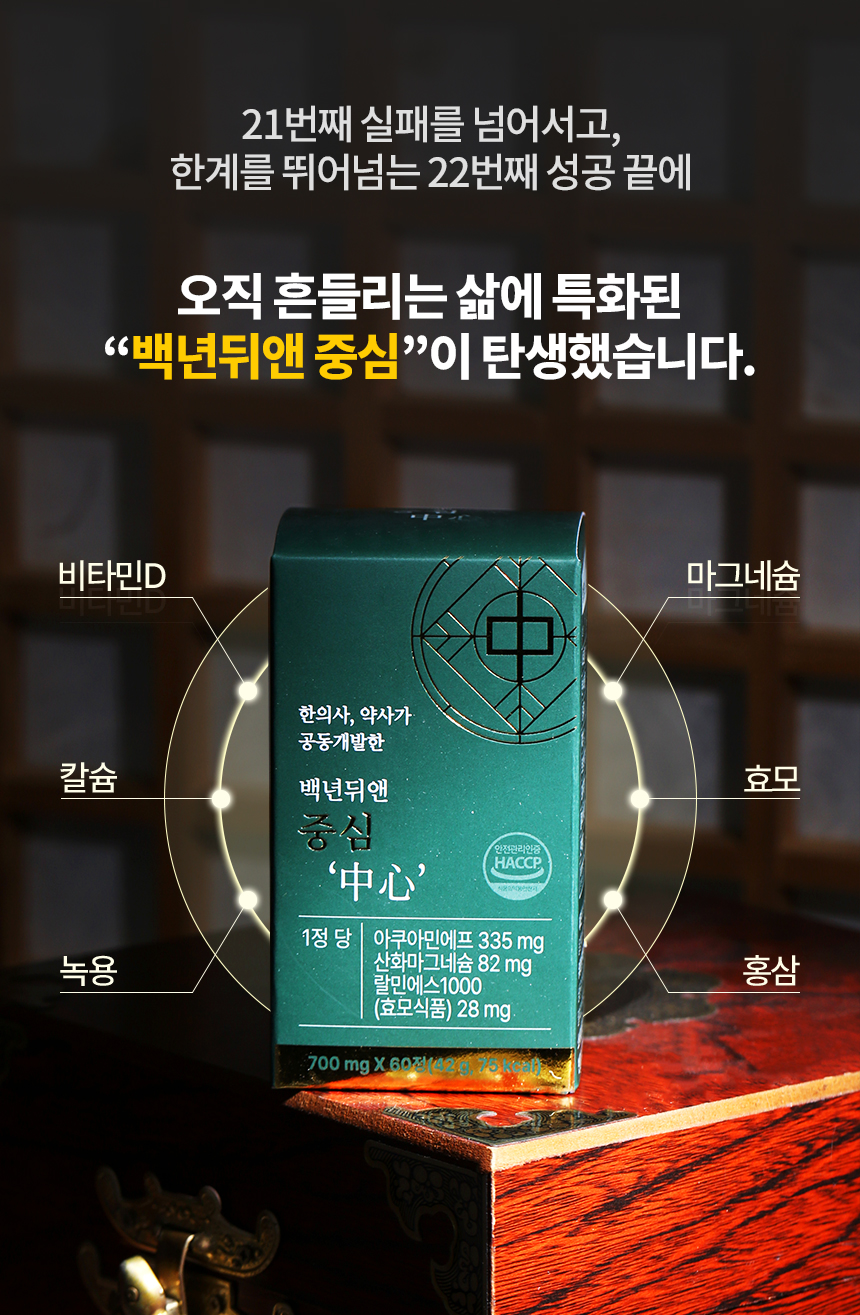 21번째 실패를 넘어서고,
한계를 뛰어넘는 22번째 성공 끝에
오직 흔들리는 삶에 특화된
“백년뒤앤 중심”이 탄생했습니다.
비타민D
마그네슘
칼슘
효모
녹용
홍삼
中
한의사, 약사가
공동개발한
백년뒤앤
중심
‘中心’
안전관리인증
HACCP
1정 당
아쿠아민에프 335 mg
산화마그네슘 82 mg
랄민에스1000
(효모식품) 28 mg
700 mg X 60정(42 g, 75 kcal)